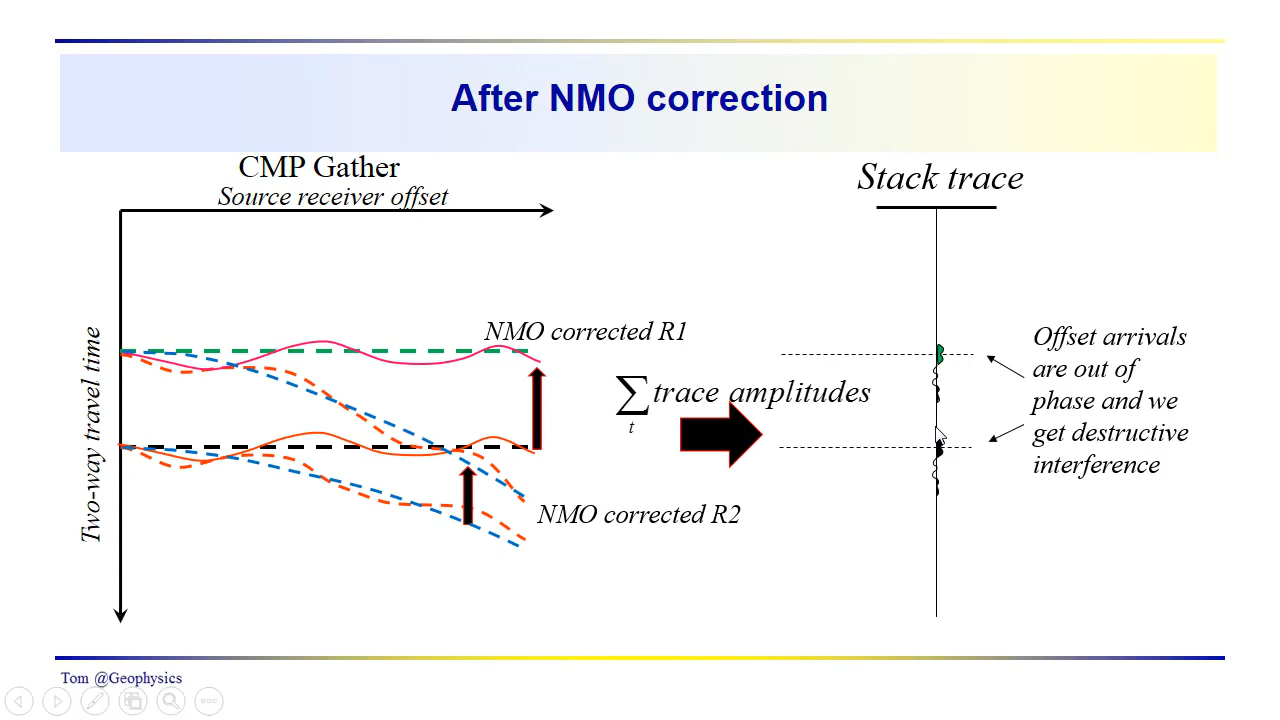 After NMO correction
CMP Gather
Source receiver offset
Stack trace
Two-way travel time
NMO corrected R1
∑ trace amplitudes
t
NMO corrected R2
Offset arrivals
are out of
phase and we
get destructive
interference
Tom @Geophysics